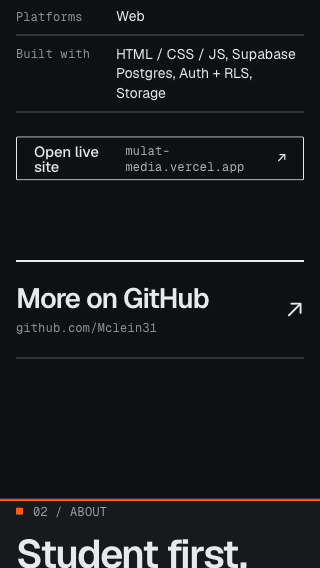 Platforms Web
Built with HTML / CSS / JS, Supabase
Postgres, Auth + RLS,
Storage
Open live site mulat-media.vercel.app ↗
More on GitHub ↗
github.com/Mclein31
02 / ABOUT
Student first.